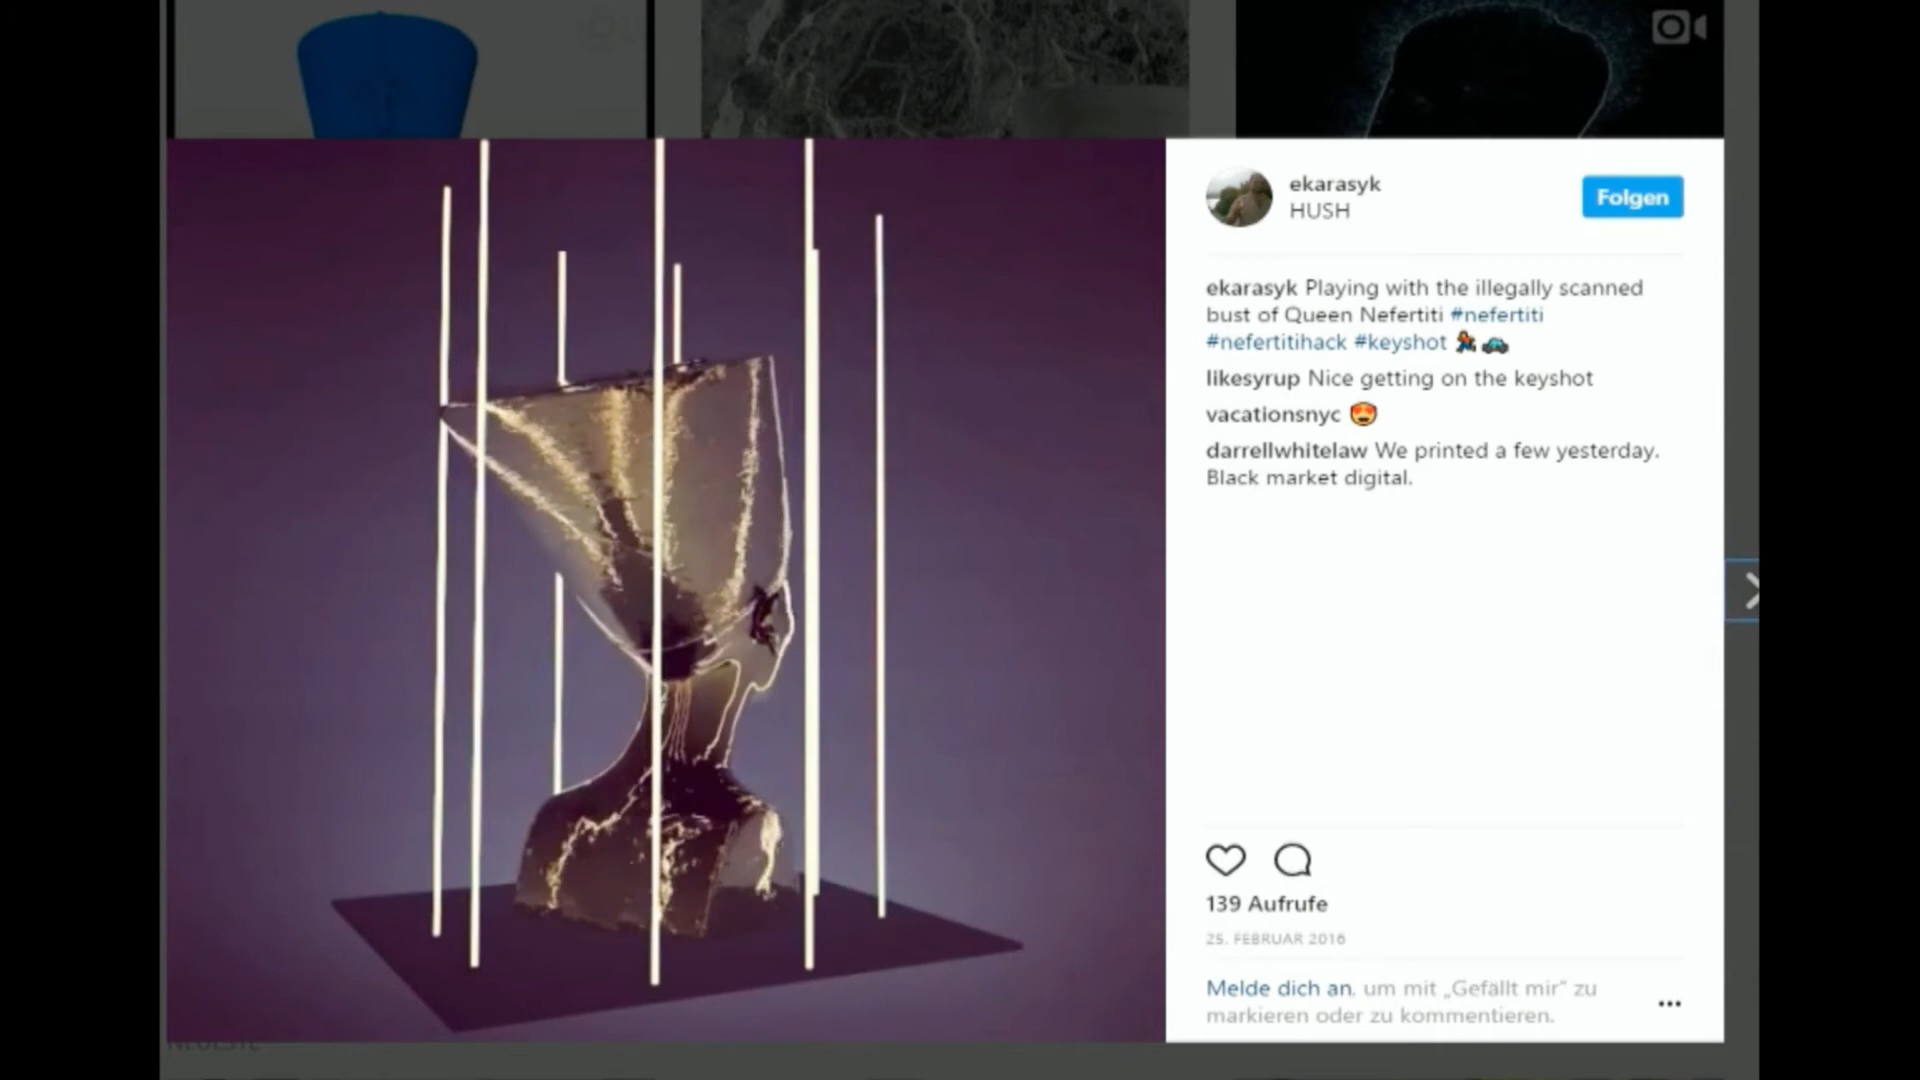 ekarasyk
HUSH
Folgen
ekarasyk Playing with the illegally scanned
bust of Queen Nefertiti #nefertiti
#nefertitihack #keyshot
likesyrup Nice getting on the keyshot
vacationsnyc
darrellwhitelaw We printed a few yesterday.
Black market digital.
139 Aufrufe
25. FEBRUAR 2016
Melde dich an, um mit „Gefällt mir“ zu
markieren oder zu kommentieren.
NEUESTE